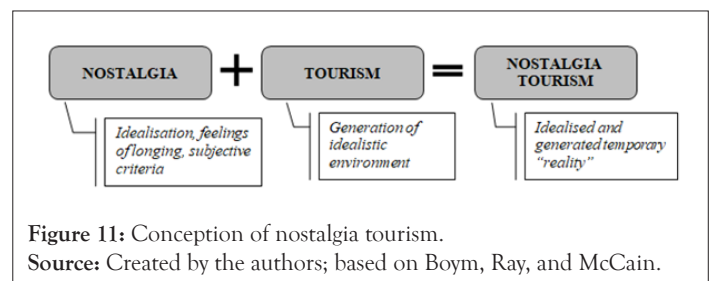 NOSTALGIA + TOURISM = NOSTALGIA
TOURISM
Idealisation, feelings
of longing, subjective
criteria
Generation of
idealistic
environment
Idealised and
generated temporary
“reality”
Figure 11: Conception of nostalgia tourism.
Source: Created by the authors; based on Boym, Ray, and McCain.